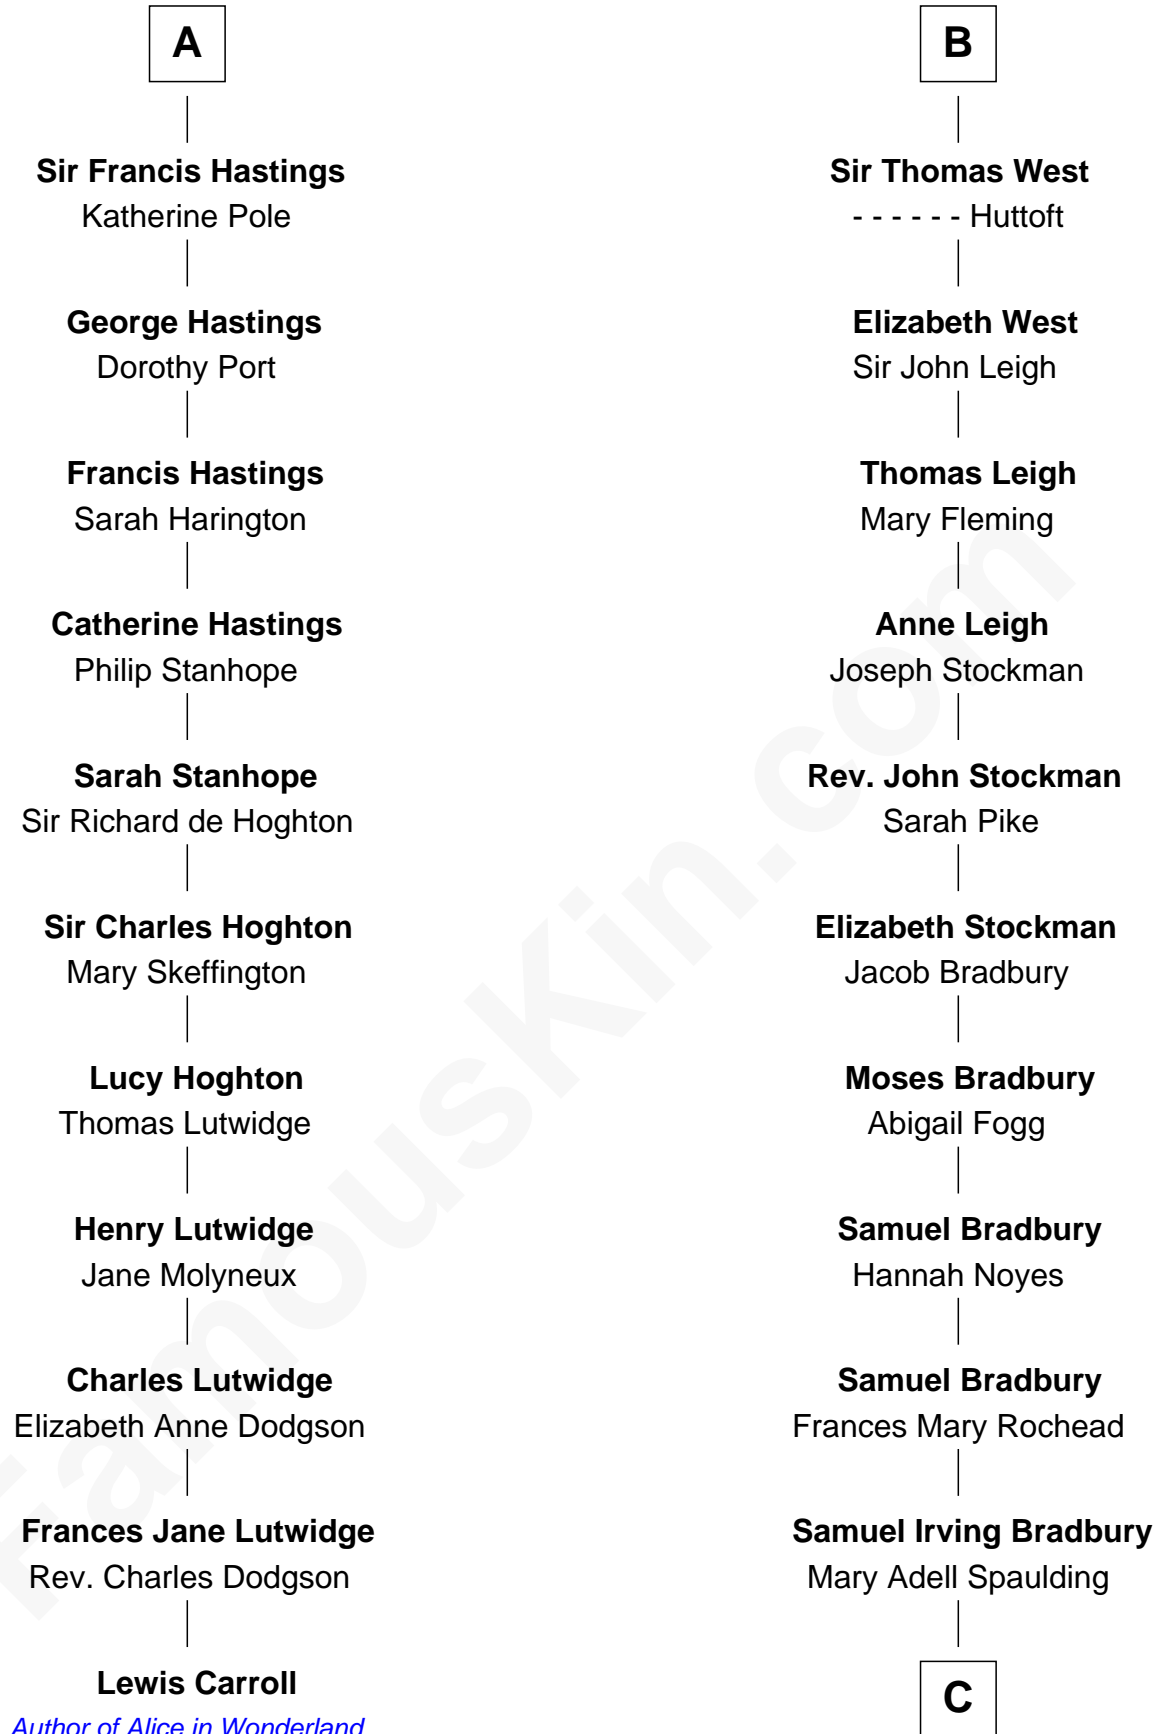 A
Sir Francis Hastings
Katherine Pole
George Hastings
Dorothy Port
Francis Hastings
Sarah Harington
Catherine Hastings
Philip Stanhope
Sarah Stanhope
Sir Richard de Hoghton
Sir Charles Hoghton
Mary Skeffington
Lucy Hoghton
Thomas Lutwidge
Henry Lutwidge
Jane Molyneux
Charles Lutwidge
Elizabeth Anne Dodgson
Frances Jane Lutwidge
Rev. Charles Dodgson
Lewis Carroll
Author of Alice in Wonderland
B
Sir Thomas West
- - - - - - Huttoft
Elizabeth West
Sir John Leigh
Thomas Leigh
Mary Fleming
Anne Leigh
Joseph Stockman
Rev. John Stockman
Sarah Pike
Elizabeth Stockman
Jacob Bradbury
Moses Bradbury
Abigail Fogg
Samuel Bradbury
Hannah Noyes
Samuel Bradbury
Frances Mary Rochead
Samuel Irving Bradbury
Mary Adell Spaulding
C
FamousKin.com